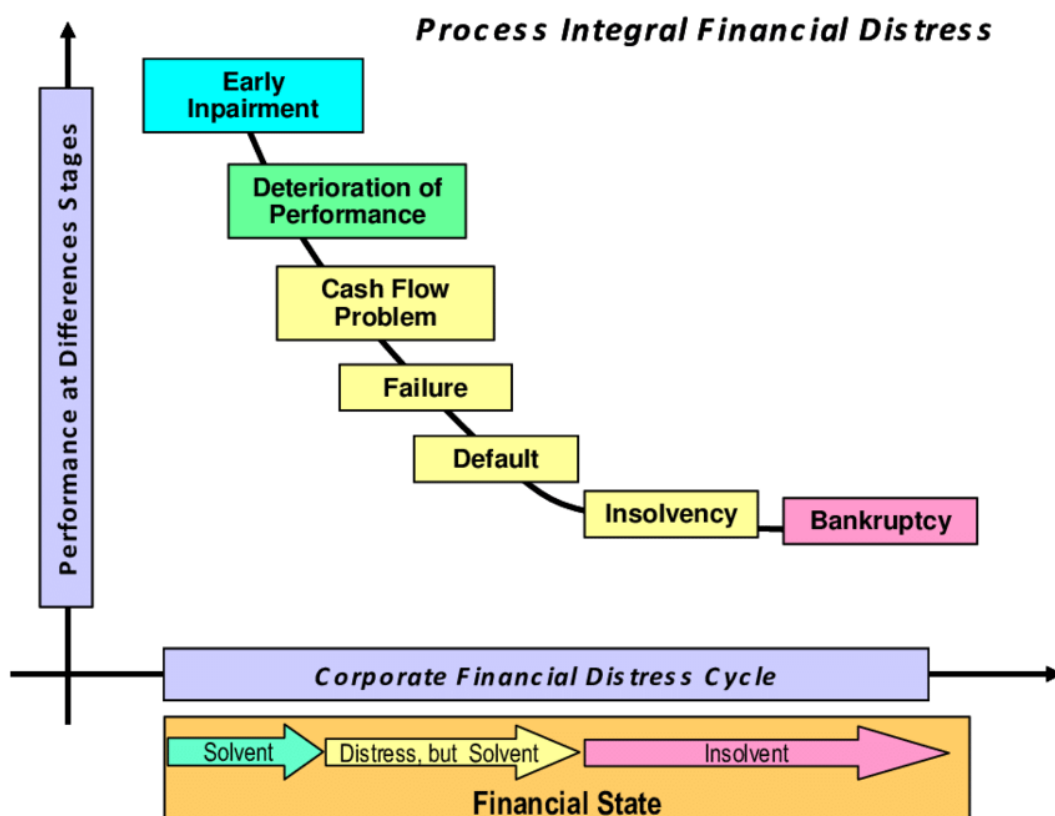 Process Integral Financial Distress
Performance at Differences Stages
Early
Inpairment
Deterioration of
Performance
Cash Flow
Problem
Failure
Default
Insolvency
Bankruptcy
Corporate Financial Distress Cycle
Solvent
Distress, but Solvent
Insolvent
Financial State